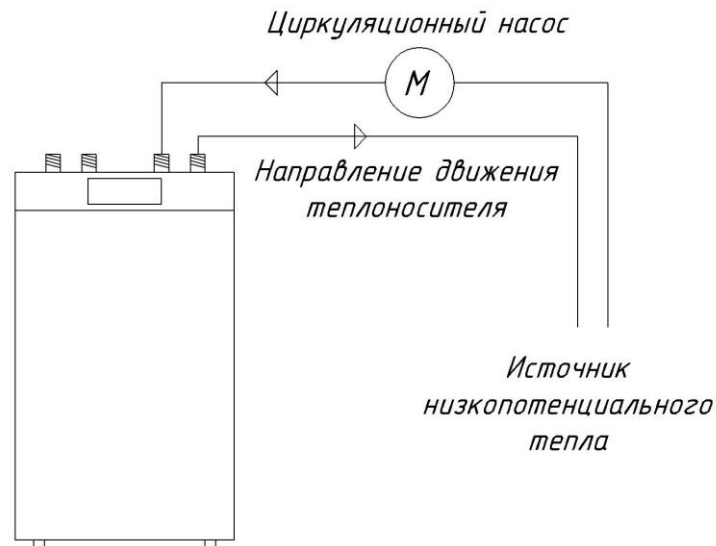 Циркуляционный насос
М
Направление движения
теплоносителя
Источник
низкопотенциального
тепла